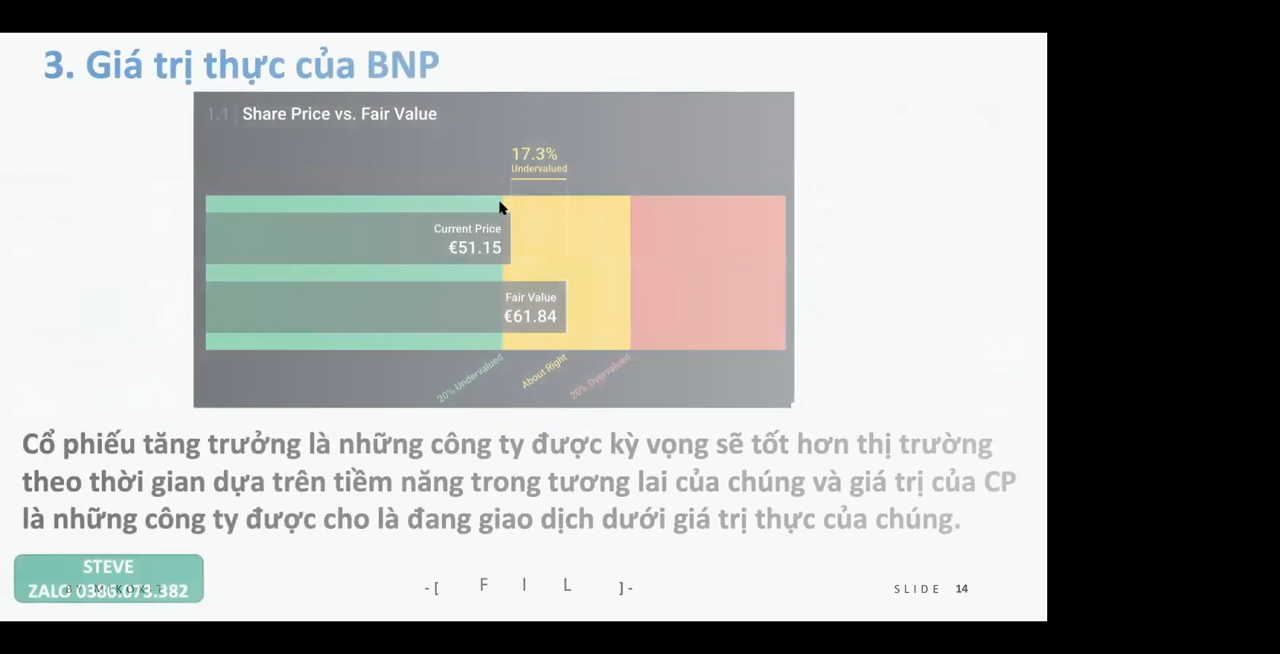 3. Giá trị thực của BNP
1.1 Share Price vs. Fair Value
17.3%
Undervalued
Current Price
€51.15
Fair Value
€61.84
20% Undervalued
About Right
20% Overvalued
Cổ phiếu tăng trưởng là những công ty được kỳ vọng sẽ tốt hơn thị trường
theo thời gian dựa trên tiềm năng trong tương lai của chúng và giá trị của CP
là những công ty được cho là đang giao dịch dưới giá trị thực của chúng.
STEVE
ZALO 0386.073.382
-[ F I L ]-
SLIDE 14